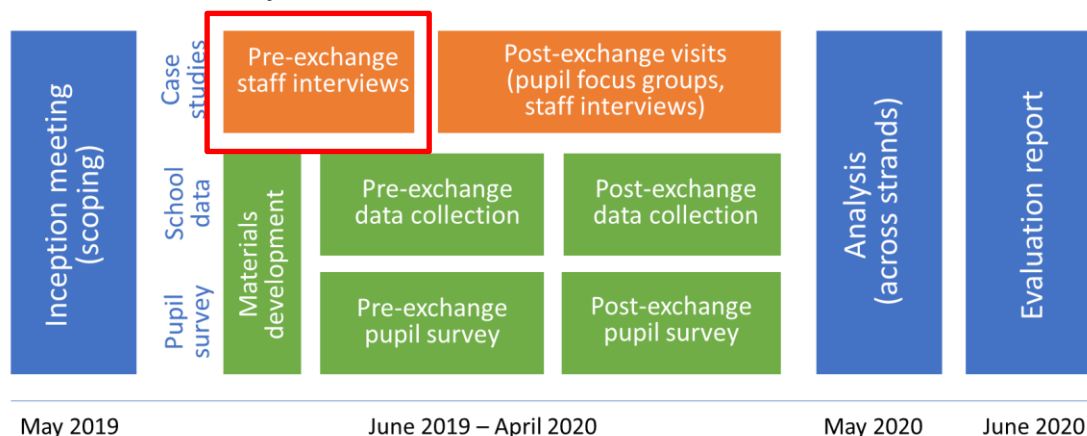 Inception meeting
(scoping)
Case
studies
Pre-exchange
staff interviews
Post-exchange visits
(pupil focus groups,
staff interviews)
School
data
Pupil
survey
Materials
development
Pre-exchange
data collection
Post-exchange
data collection
Pre-exchange
pupil survey
Post-exchange
pupil survey
Analysis
(across strands)
Evaluation report
May 2019
June 2019 – April 2020
May 2020
June 2020